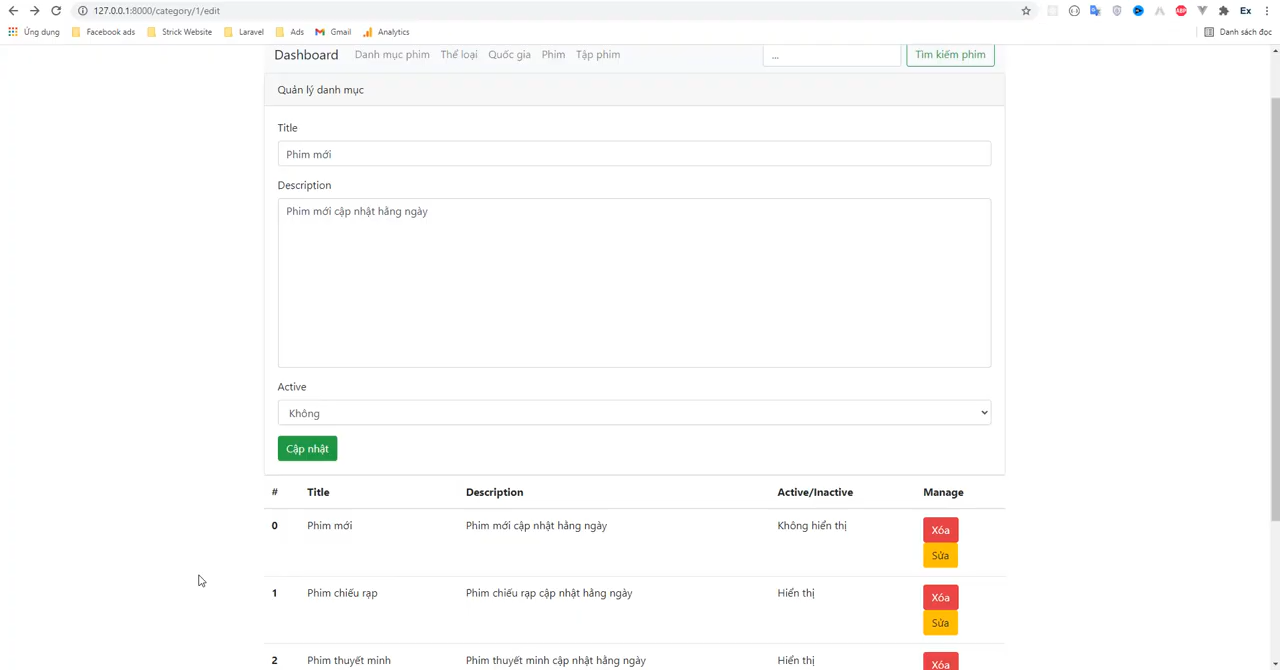 127.0.0.1:8000/category/1/edit
ABP
Ex
Ứng dụng Facebook ads Strick Website Laravel Ads Gmail Analytics Danh sách đọc
Dashboard Danh mục phim Thể loại Quốc gia Phim Tập phim ... Tìm kiếm phim
Quản lý danh mục
Title
Phim mới
Description
Phim mới cập nhật hằng ngày
Active
Không
Cập nhật
# Title Description Active/Inactive Manage
0 Phim mới Phim mới cập nhật hằng ngày Không hiển thị Xóa
Sửa
1 Phim chiếu rạp Phim chiếu rạp cập nhật hằng ngày Hiển thị Xóa
Sửa
2 Phim thuyết minh Phim thuyết minh cập nhật hằng ngày Hiển thị Xóa